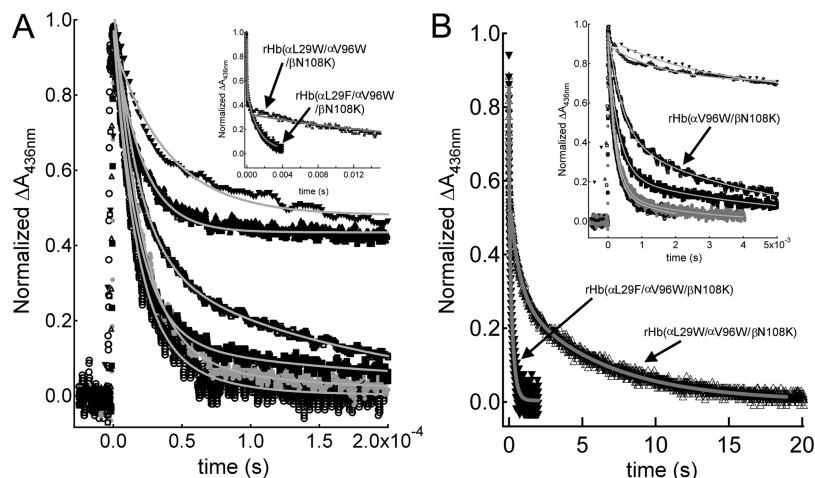 A
Normalized ΔA436nm
1.0
0.8
0.6
0.4
0.2
0.0
0.0
0.5
1.0
1.5
2.0x10-4
time (s)
Normalized ΔA436nm
1.0
0.8
0.6
0.4
0.2
0.0
0.000
0.004
0.008
0.012
time (s)
rHb(αL29W/αV96W
/βN108K)
rHb(αL29F/αV96W
/βN108K)
B
Normalized ΔA436nm
1.0
0.8
0.6
0.4
0.2
0.0
0
5
10
15
20
time (s)
rHb(αL29F/αV96W/βN108K)
rHb(αL29W/αV96W/βN108K)
Normalized ΔA436nm
1.0
0.8
0.6
0.4
0.2
0.0
0
1
2
3
4
5x10-3
time (s)
rHb(αV96W/βN108K)